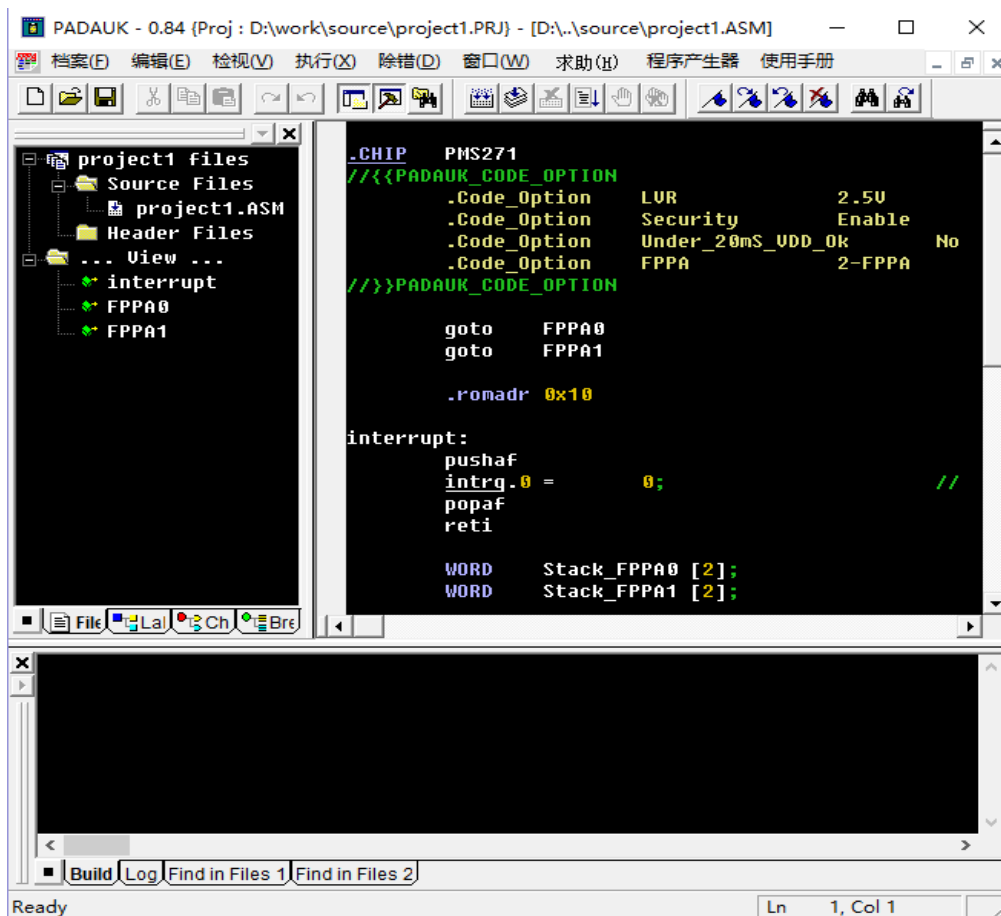 PADAUK - 0.84 {Proj : D:\work\source\project1.PRJ} - [D:\..\source\project1.ASM]
档案(F) 编辑(E) 检视(V) 执行(X) 除错(D) 窗口(W) 求助(H) 程序产生器 使用手册
project1 files
Source Files
project1.ASM
Header Files
... View ...
interrupt
FPPA0
FPPA1
File Lal Ch Bre
.CHIP PMS271
//{{PADAUK_CODE_OPTION
.Code_Option LVR 2.5V
.Code_Option Security Enable
.Code_Option Under_20mS_VDD_Ok No
.Code_Option FPPA 2-FPPA
//}}PADAUK_CODE_OPTION
goto FPPA0
goto FPPA1
.romadr 0x10
interrupt:
pushaf
intrq.0 = 0; //
popaf
reti
WORD Stack_FPPA0 [2];
WORD Stack_FPPA1 [2];
Build Log Find in Files 1 Find in Files 2
Ready Ln 1, Col 1